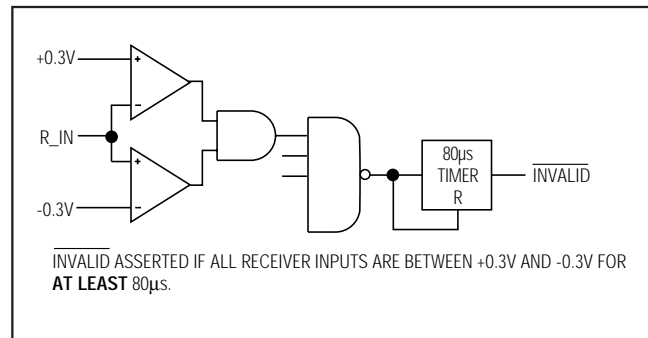 +0.3V
+
-
R_IN
+
-
-0.3V
80µs
TIMER
R
INVALID
INVALID ASSERTED IF ALL RECEIVER INPUTS ARE BETWEEN +0.3V AND -0.3V FOR
AT LEAST 80µs.